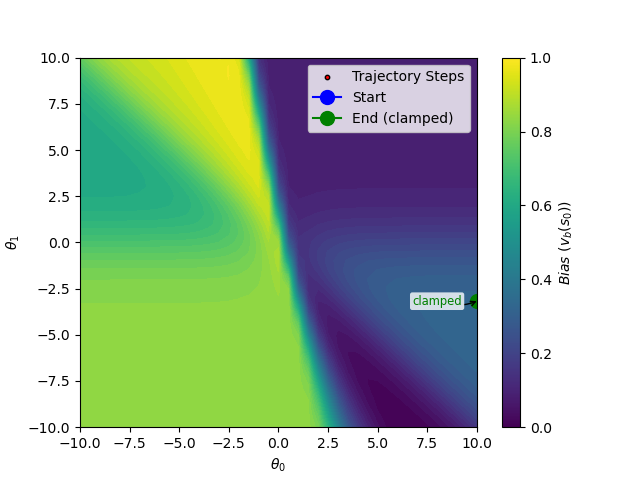 10.0
7.5
5.0
2.5
0.0
−2.5
−5.0
−7.5
−10.0
θ₁
−10.0 −7.5 −5.0 −2.5 0.0 2.5 5.0 7.5 10.0
θ₀
Trajectory Steps
Start
End (clamped)
clamped
1.0
0.8
0.6
0.4
0.2
0.0
Bias (v_b(s₀))